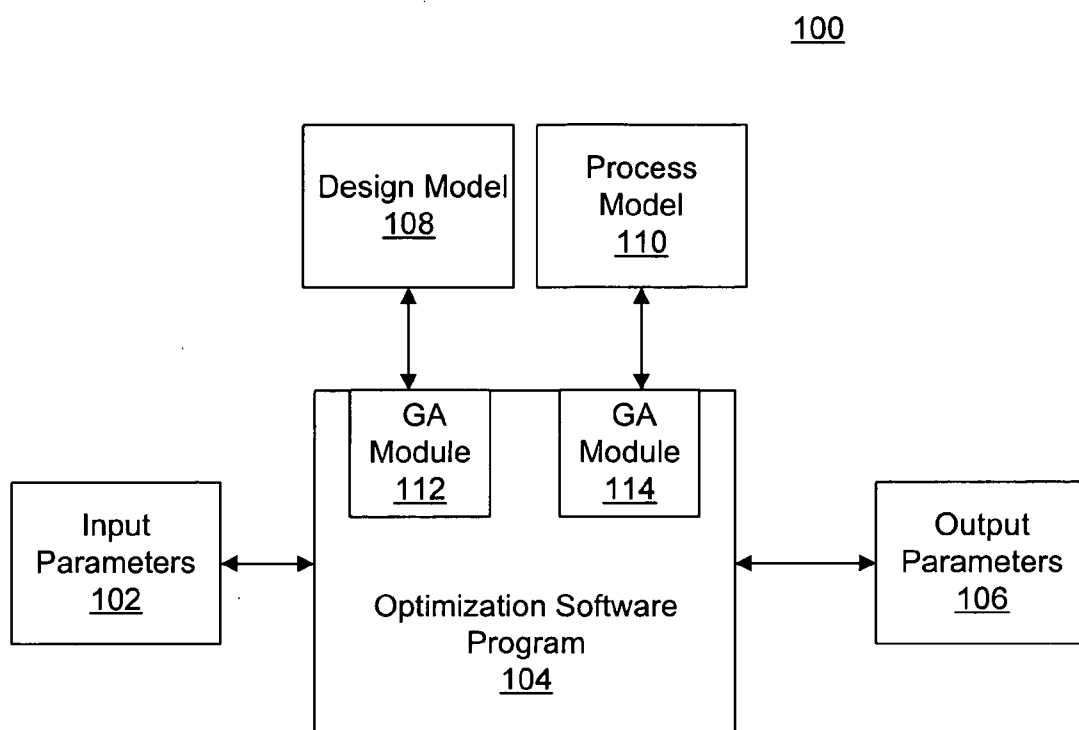 100
Design Model
108
Process
Model
110
GA
Module
112
GA
Module
114
Input
Parameters
102
Optimization Software
Program
104
Output
Parameters
106